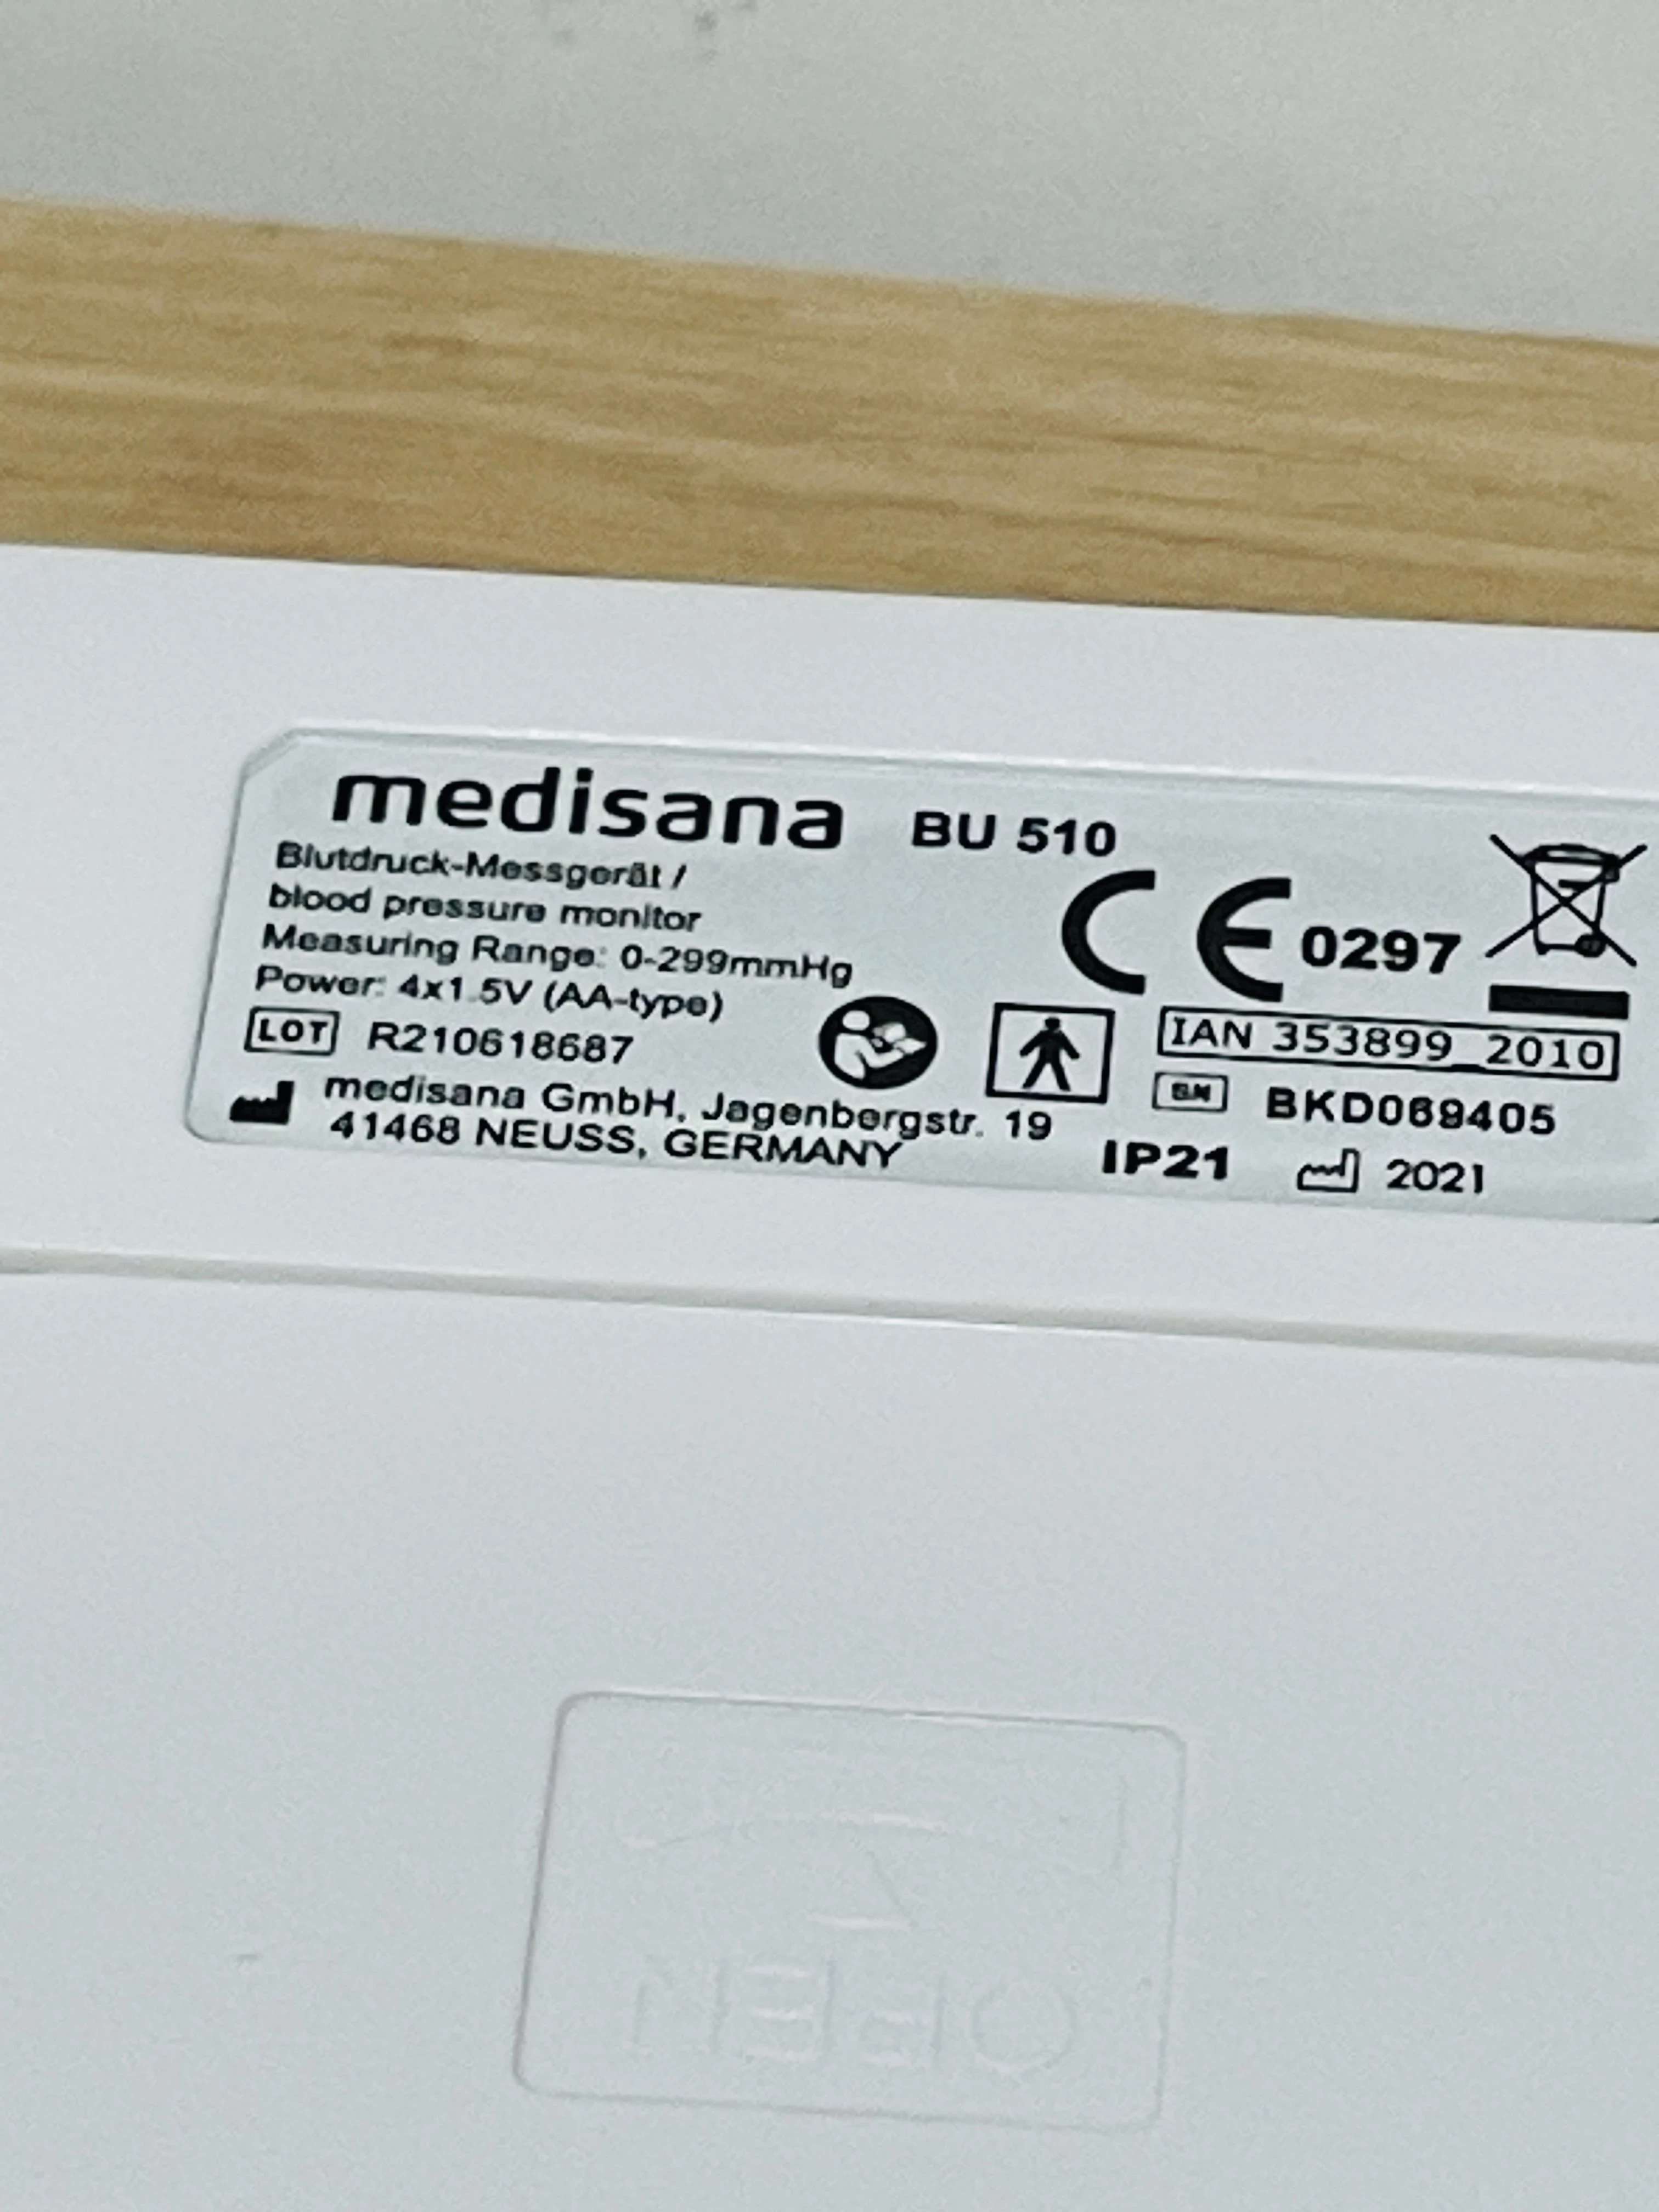 medisana BU 510
Blutdruck-Messgerät /
blood pressure monitor
Measuring Range: 0-299mmHg
Power: 4x1.5V (AA-type)
LOT R210618687
medisana GmbH, Jagenbergstr. 19
41468 NEUSS, GERMANY
CE 0297
IAN 353899_2010
SN BKD069405
IP21 2021
OPEN